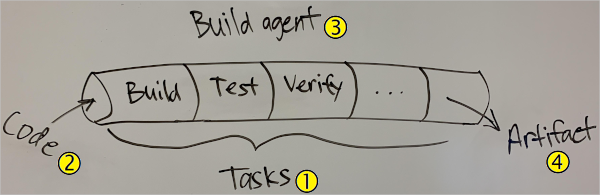 Build agent 3
Build Test Verify ...
Code 2
Artifact 4
Tasks 1